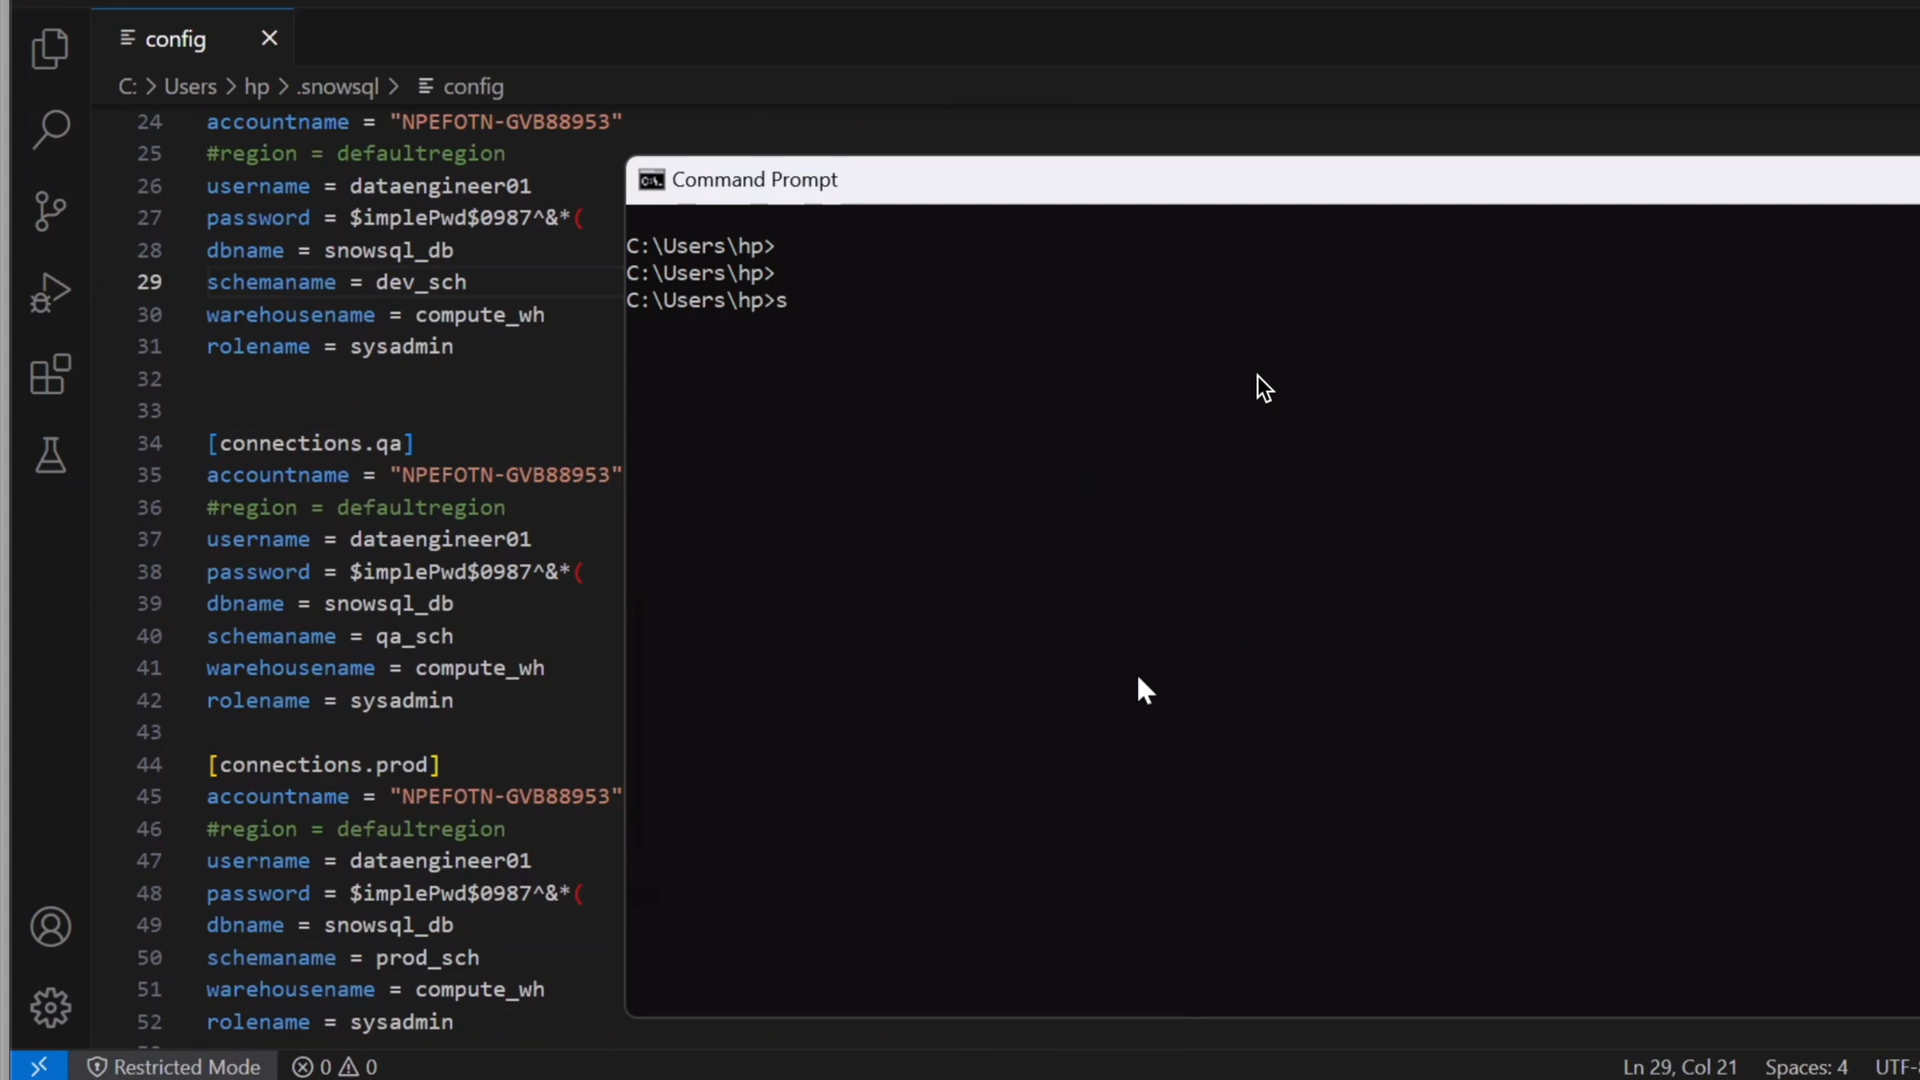 config
C: > Users > hp > .snowsql > config
24 accountname = "NPEFOTN-GVB88953"
25 #region = defaultregion
26 username = dataengineer01
27 password = $implePwd$0987^&*(
28 dbname = snowsql_db
29 schemaname = dev_sch
30 warehousename = compute_wh
31 rolename = sysadmin
32
33
34 [connections.qa]
35 accountname = "NPEFOTN-GVB88953"
36 #region = defaultregion
37 username = dataengineer01
38 password = $implePwd$0987^&*(
39 dbname = snowsql_db
40 schemaname = qa_sch
41 warehousename = compute_wh
42 rolename = sysadmin
43
44 [connections.prod]
45 accountname = "NPEFOTN-GVB88953"
46 #region = defaultregion
47 username = dataengineer01
48 password = $implePwd$0987^&*(
49 dbname = snowsql_db
50 schemaname = prod_sch
51 warehousename = compute_wh
52 rolename = sysadmin
Command Prompt
C:\Users\hp>
C:\Users\hp>
C:\Users\hp>s
Restricted Mode 0 0 Ln 29, Col 21 Spaces: 4 UTF-